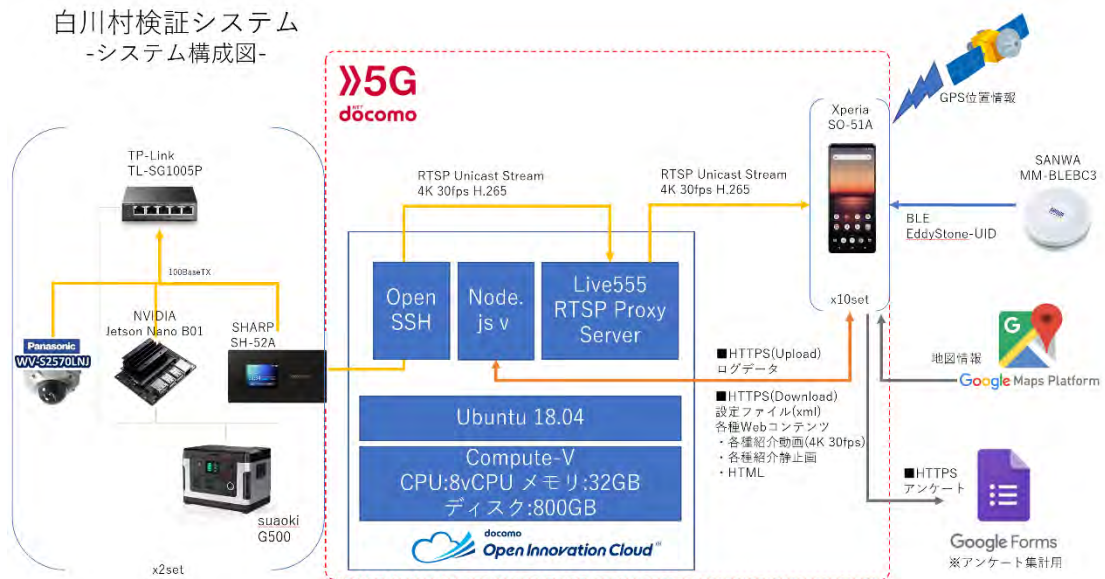 白川村検証システム
-システム構成図-
5G
NTT
döcomo
GPS位置情報
Xperia
SO-51A
TP-Link
TL-SG1005P
RTSP Unicast Stream
4K 30fps H.265
RTSP Unicast Stream
4K 30fps H.265
SANWA
MM-BLEBC3
BLE
EddyStone-UID
100BaseTX
Open
SSH
Node.
js v
Live555
RTSP Proxy
Server
Panasonic
WV-S2570LNJ
NVIDIA
Jetson Nano B01
SHARP
SH-52A
x10set
■HTTPS(Upload)
ログデータ
地図情報
Google Maps Platform
■HTTPS(Download)
設定ファイル(xml)
各種Webコンテンツ
・各種紹介動画(4K 30fps)
・各種紹介静止画
・HTML
Ubuntu 18.04
Compute-V
CPU:8vCPU メモリ:32GB
ディスク:800GB
■HTTPS
アンケート
suaoki
G500
docomo
Open Innovation Cloud
Google Forms
※アンケート集計用
x2set